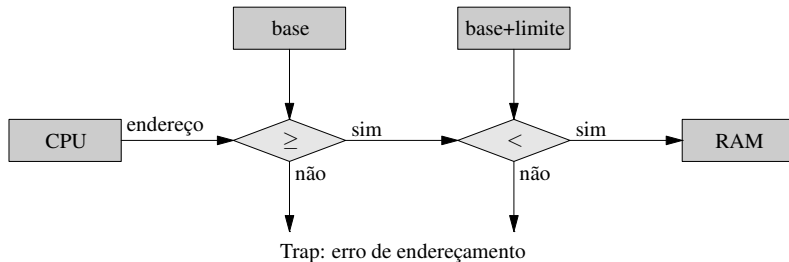 base
base+limite
CPU
endereço
≥
sim
<
sim
RAM
não
não
Trap: erro de endereçamento